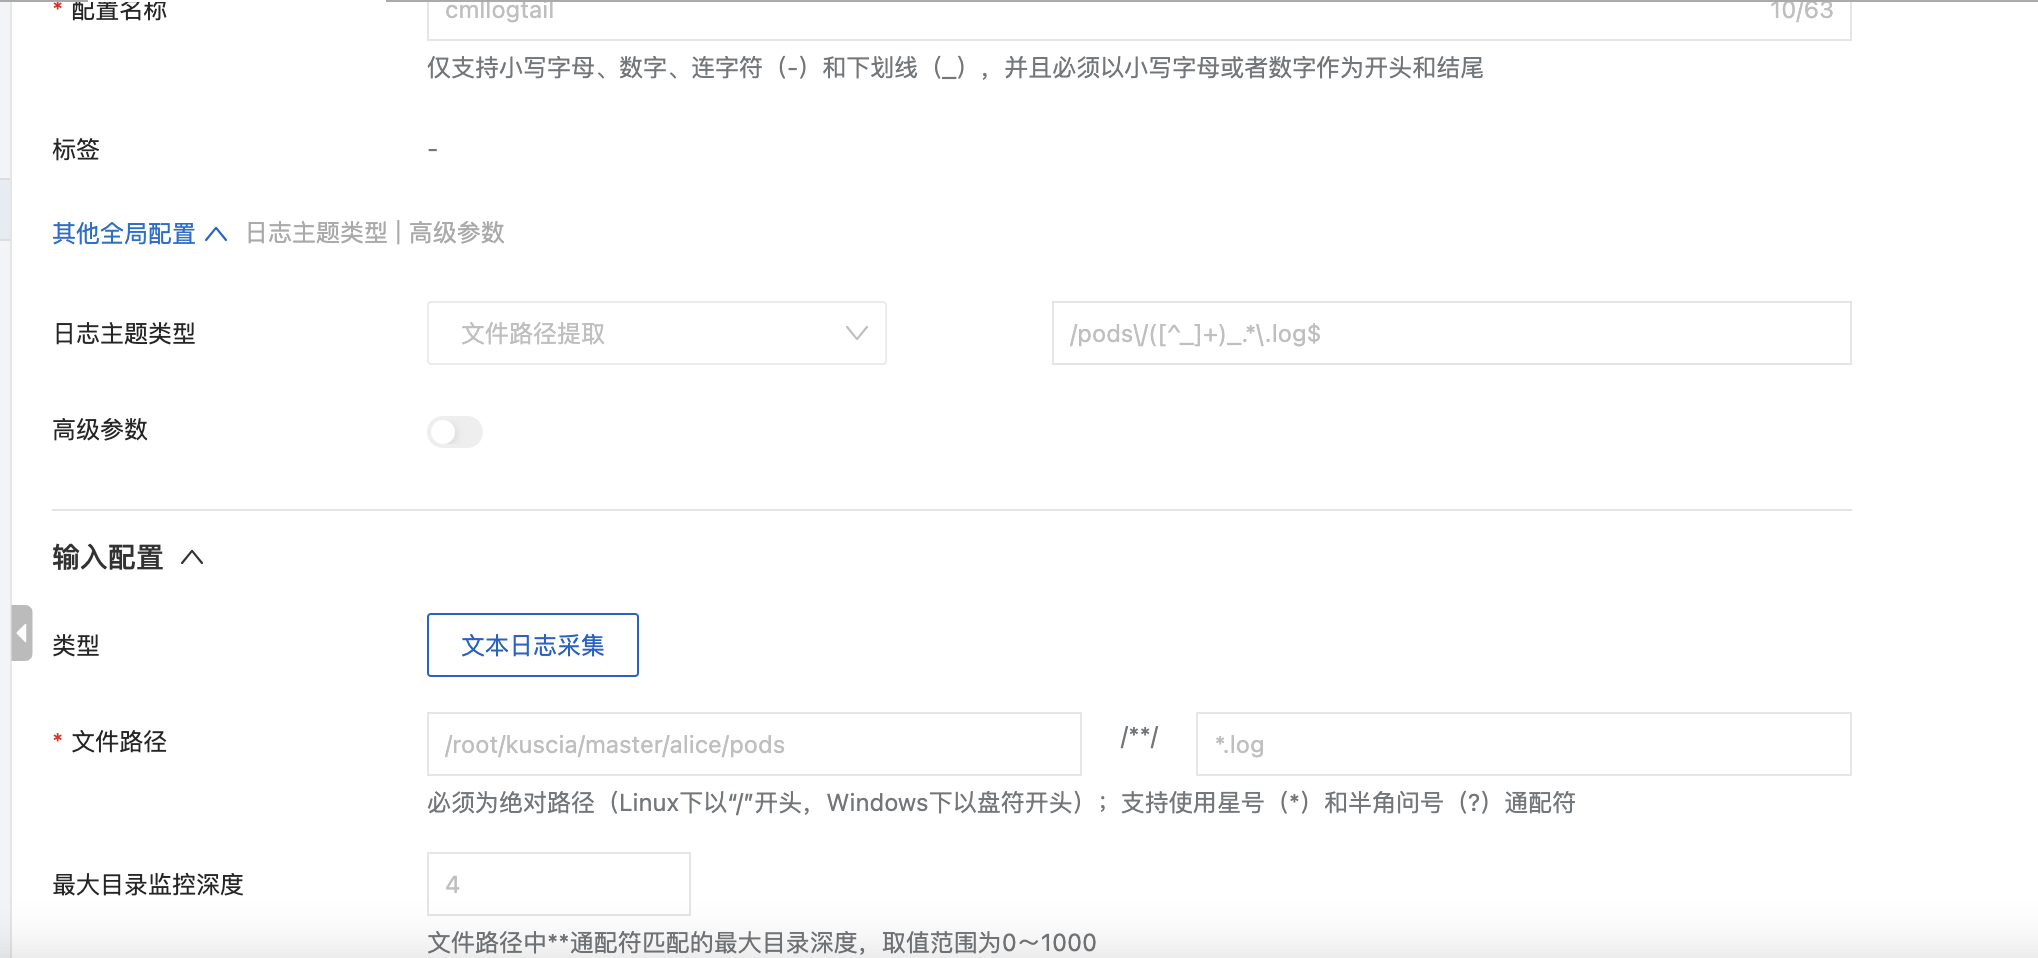 * 配置名称
cmllogtail
10/63
仅支持小写字母、数字、连字符（-）和下划线（_），并且必须以小写字母或者数字作为开头和结尾
标签
-
其他全局配置 日志主题类型 | 高级参数
日志主题类型
文件路径提取
/pods\/([^_]+)_.*\.log$
高级参数
输入配置
类型
文本日志采集
* 文件路径
/root/kuscia/master/alice/pods
/**/
*.log
必须为绝对路径（Linux下以“/”开头，Windows下以盘符开头）；支持使用星号（*）和半角问号（?）通配符
最大目录监控深度
4
文件路径中**通配符匹配的最大目录深度，取值范围为0～1000